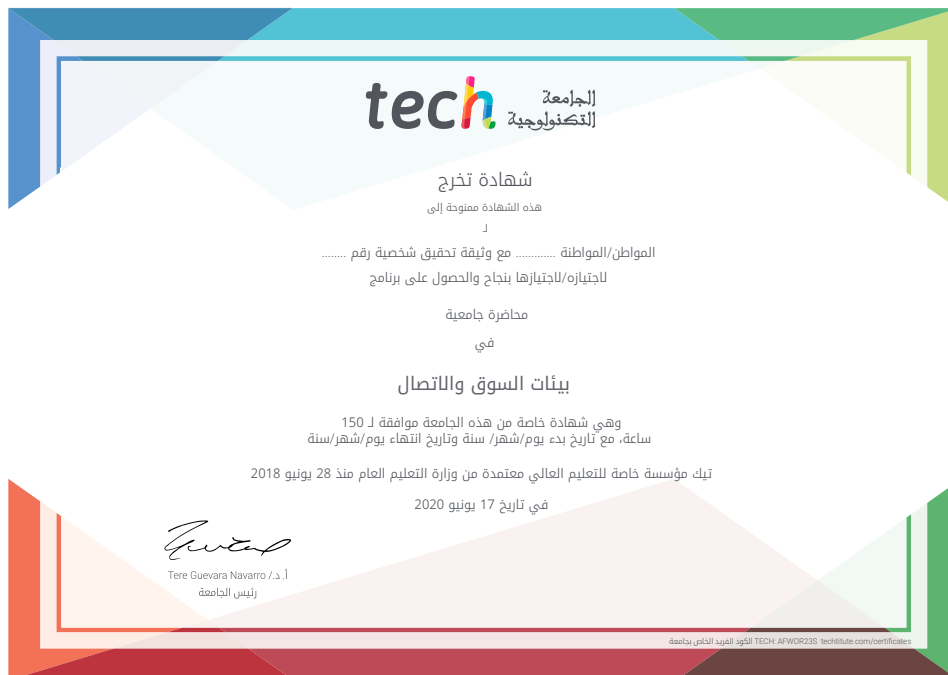 tech
الجامعة
التكنولوجية
شهادة تخرج
هذه الشهادة ممنوحة إلى
لـ
المواطن/المواطنة ............. مع وثيقة تحقيق شخصية رقم ........
لاجتيازه/لاجتيازها بنجاح والحصول على برنامج
محاضرة جامعية
في
بيئات السوق والاتصال
وهي شهادة خاصة من هذه الجامعة موافقة لـ 150
ساعة، مع تاريخ بدء يوم/شهر/ سنة وتاريخ انتهاء يوم/شهر/سنة
تيك مؤسسة خاصة للتعليم العالي معتمدة من وزارة التعليم العام منذ 28 يونيو 2018
في تاريخ 17 يونيو 2020
أ. د./ Tere Guevara Navarro
رئيس الجامعة
الكود الفريد الخاص بجامعة TECH: AFWOR23S techtitute.com/certificates